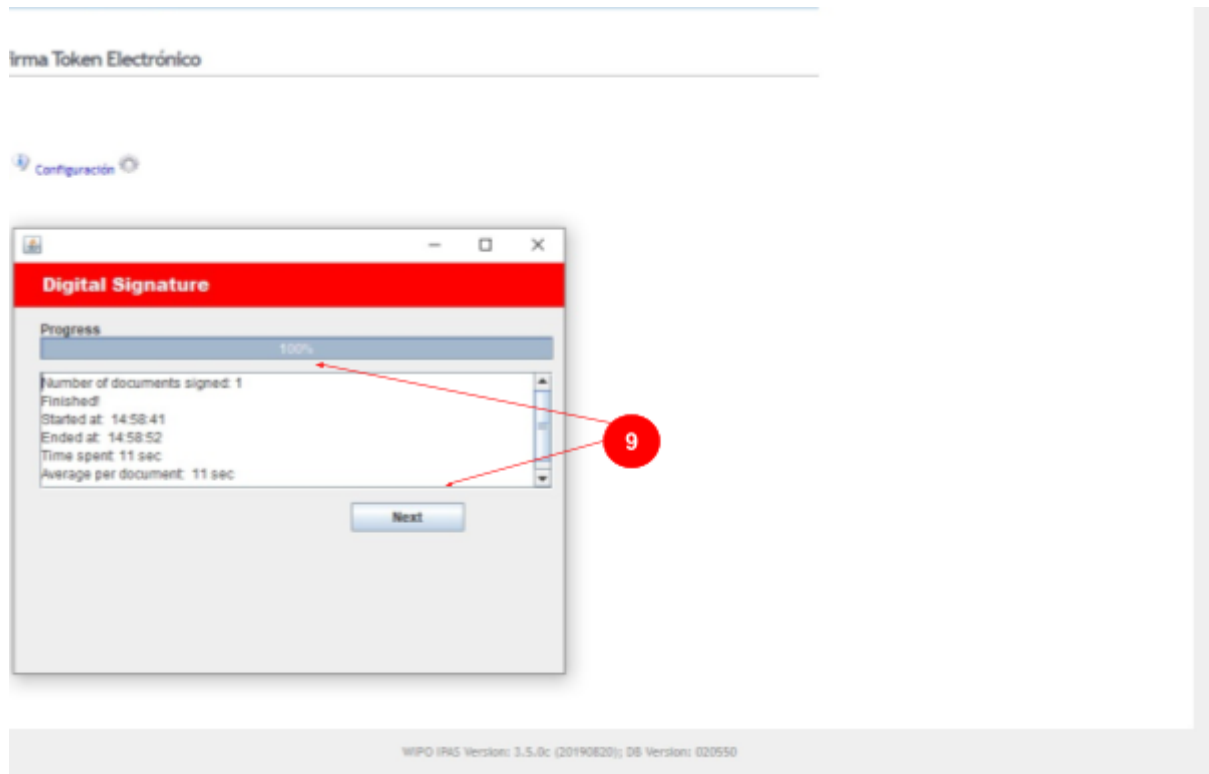 irma Token Electrónico
Configuración
Digital Signature
Progress
100%
Number of documents signed: 1
Finished!
Started at: 14:58:41
Ended at: 14:58:52
Time spent: 11 sec
Average per document: 11 sec
9
Next
WIPO IPAS Version: 3.5.0c (20190820); DB Version: 020550